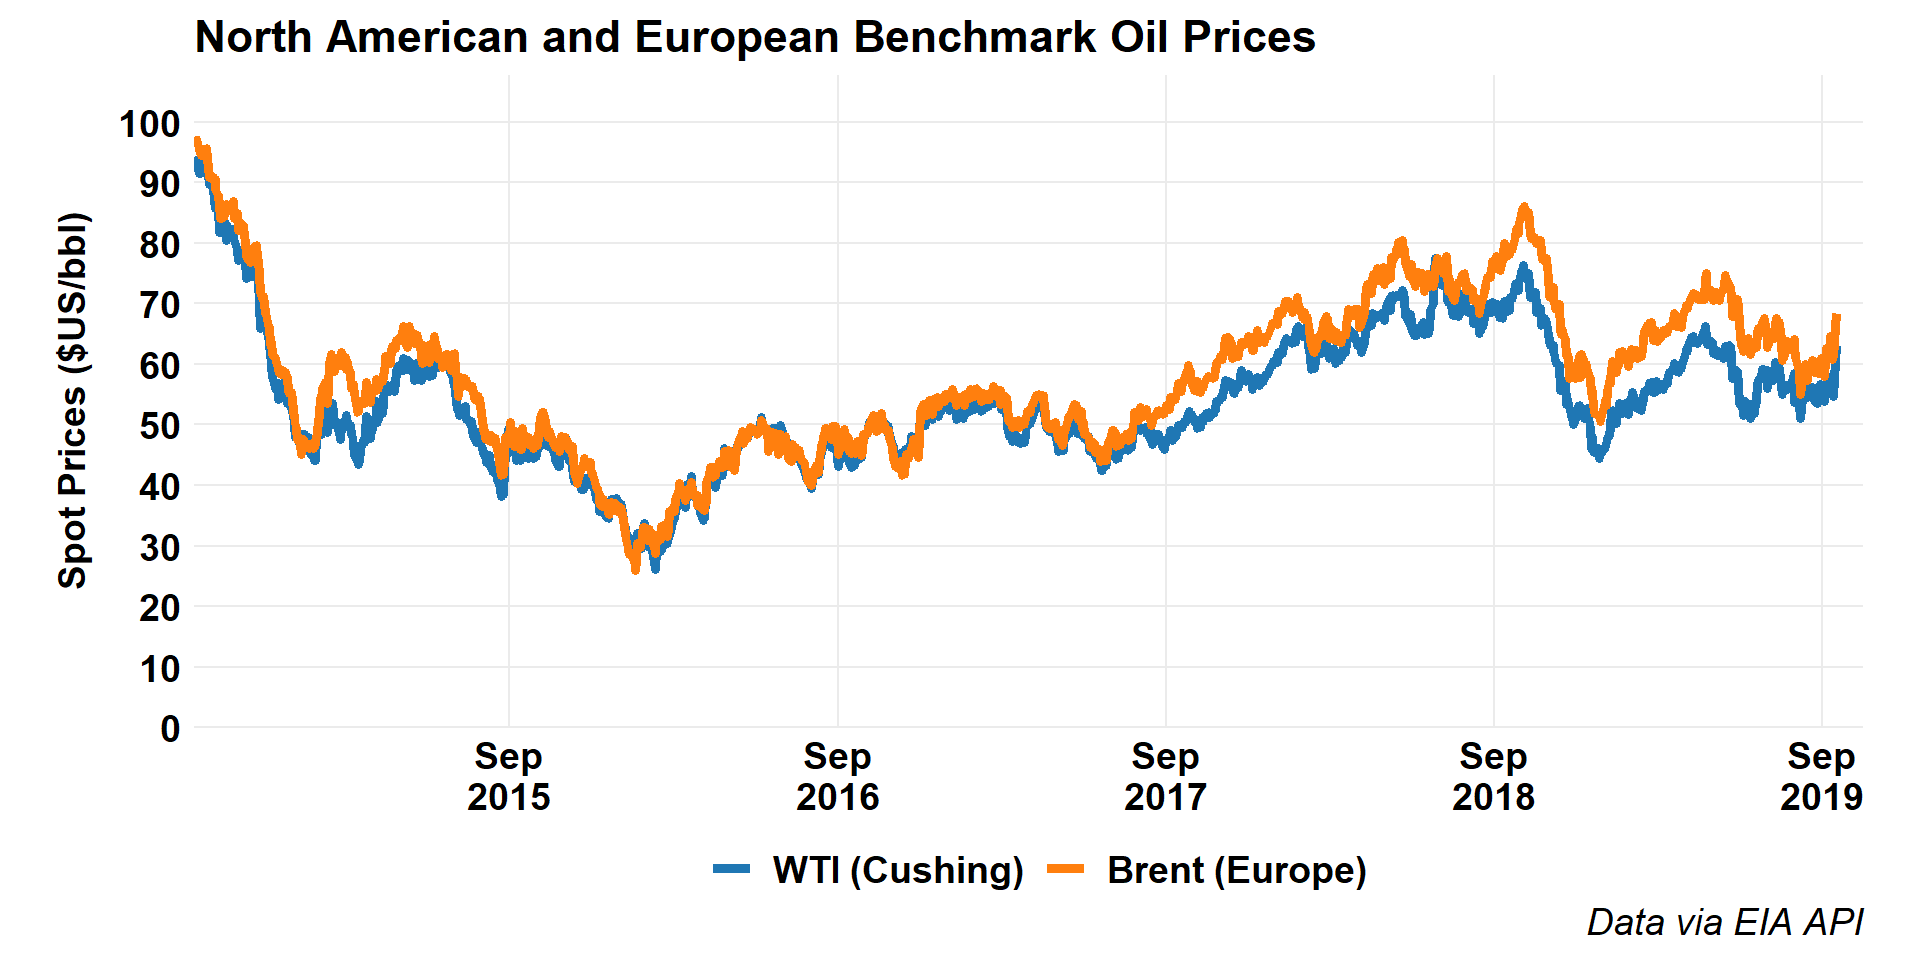 North American and European Benchmark Oil Prices
Spot Prices ($US/bbl)
100
90
80
70
60
50
40
30
20
10
0
Sep 2015
Sep 2016
Sep 2017
Sep 2018
Sep 2019
WTI (Cushing)
Brent (Europe)
Data via EIA API